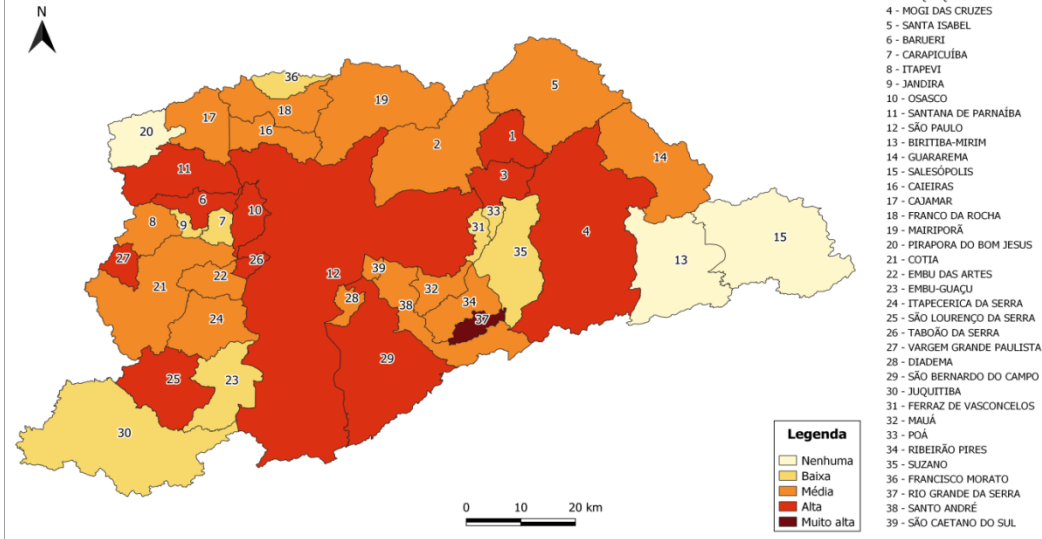 N
4 - MOGI DAS CRUZES
5 - SANTA ISABEL
6 - BARUERI
7 - CARAPICUÍBA
8 - ITAPEVI
9 - JANDIRA
10 - OSASCO
11 - SANTANA DE PARNAÍBA
12 - SÃO PAULO
13 - BIRITIBA-MIRIM
14 - GUARAREMA
15 - SALESÓPOLIS
16 - CAIEIRAS
17 - CAJAMAR
18 - FRANCO DA ROCHA
19 - MAIRIPORÃ
20 - PIRAPORA DO BOM JESUS
21 - COTIA
22 - EMBU DAS ARTES
23 - EMBU-GUAÇU
24 - ITAPECERICA DA SERRA
25 - SÃO LOURENÇO DA SERRA
26 - TABOÃO DA SERRA
27 - VARGEM GRANDE PAULISTA
28 - DIADEMA
29 - SÃO BERNARDO DO CAMPO
30 - JUQUITIBA
31 - FERRAZ DE VASCONCELOS
32 - MAUÁ
33 - POÁ
34 - RIBEIRÃO PIRES
35 - SUZANO
36 - FRANCISCO MORATO
37 - RIO GRANDE DA SERRA
38 - SANTO ANDRÉ
39 - SÃO CAETANO DO SUL
36
5
19
18
17
16
20
1
2
14
11
3
6
10
33
8
9
7
31
4
35
15
27
26
13
39
12
22
21
32
28
34
38
24
37
29
25
23
30
Legenda
Nenhuma
Baixa
Média
Alta
Muito alta
0 10 20 km